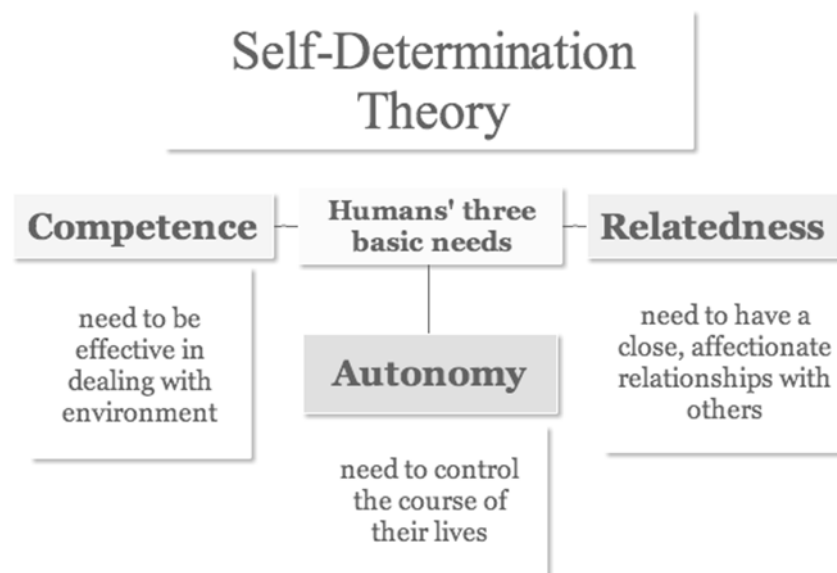 Self-Determination
Theory
Competence
Humans' three
basic needs
Relatedness
need to be
effective in
dealing with
environment
Autonomy
need to have a
close, affectionate
relationships with
others
need to control
the course of
their lives